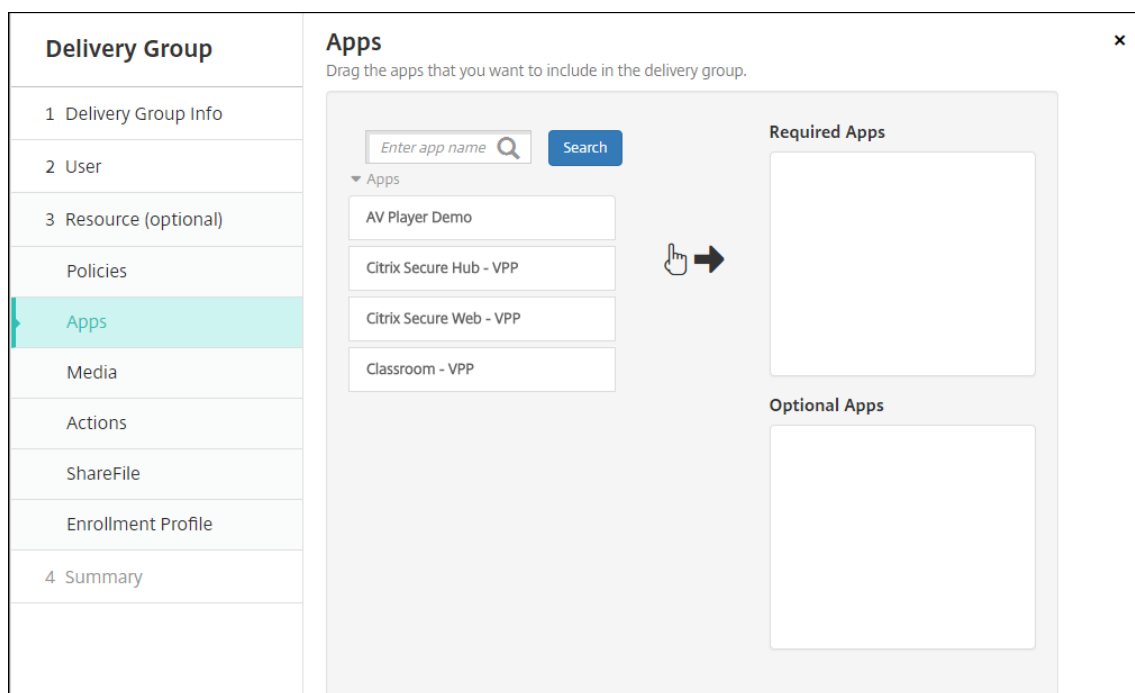 Delivery Group
1 Delivery Group Info
2 User
3 Resource (optional)
Policies
Apps
Media
Actions
ShareFile
Enrollment Profile
4 Summary
Apps
×
Drag the apps that you want to include in the delivery group.
Enter app name
Search
Apps
AV Player Demo
Citrix Secure Hub - VPP
Citrix Secure Web - VPP
Classroom - VPP
Required Apps
Optional Apps